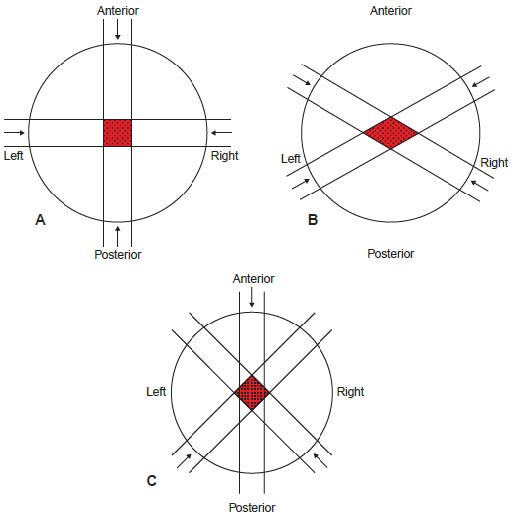 Anterior
Left
Right
A
Posterior
Anterior
Left
Right
B
Posterior
Anterior
Left
Right
C
Posterior